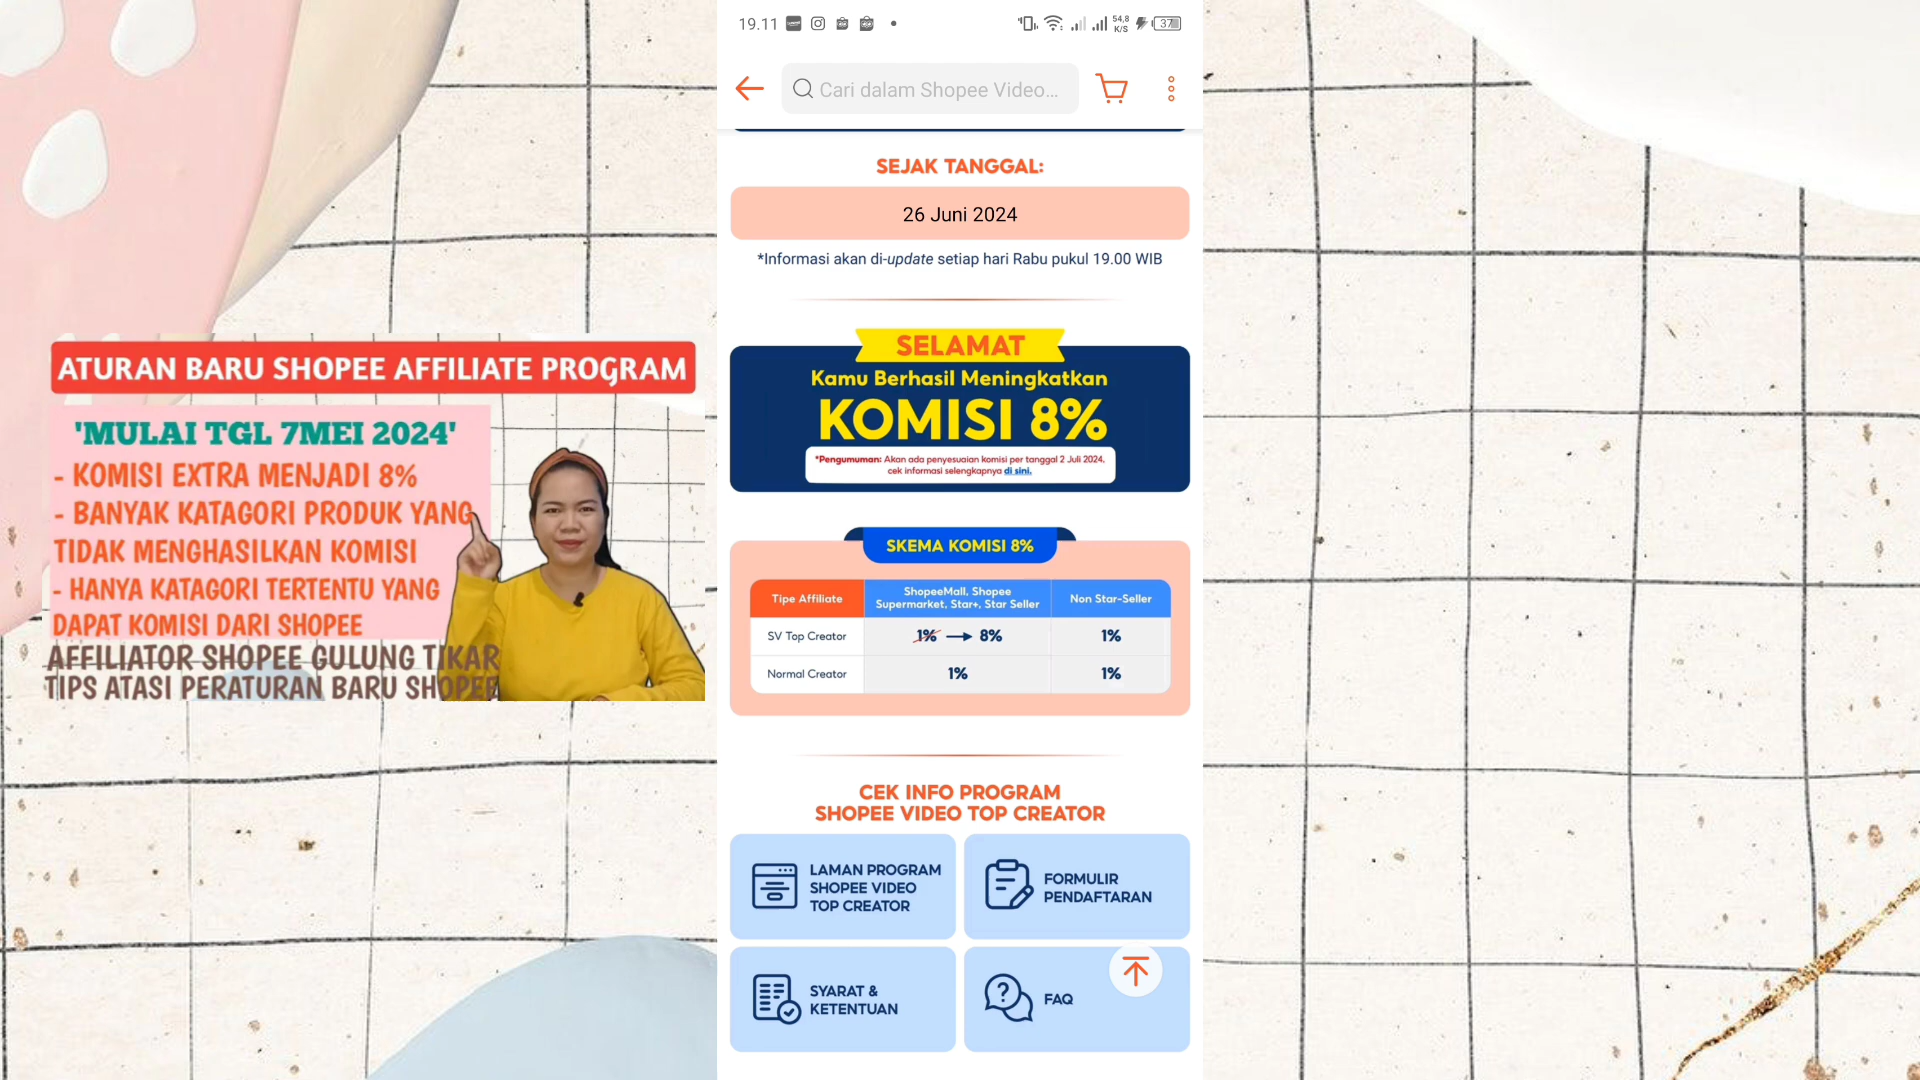 ATURAN BARU SHOPEE AFFILIATE PROGRAM
'MULAI TGL 7MEI 2024'
- KOMISI EXTRA MENJADI 8%
- BANYAK KATAGORI PRODUK YANG
TIDAK MENGHASILKAN KOMISI
- HANYA KATAGORI TERTENTU YANG
DAPAT KOMISI DARI SHOPEE
AFFILIATOR SHOPEE GULUNG TIKAR
TIPS ATASI PERATURAN BARU SHOPEE
19.11
54,8
K/S
37
Cari dalam Shopee Video...
SEJAK TANGGAL:
26 Juni 2024
*Informasi akan di-update setiap hari Rabu pukul 19.00 WIB
SELAMAT
Kamu Berhasil Meningkatkan
KOMISI 8%
*Pengumuman: Akan ada penyesuaian komisi per tanggal 2 Juli 2024,
cek informasi selengkapnya di sini.
SKEMA KOMISI 8%
Tipe Affiliate
ShopeeMall, Shopee
Supermarket, Star+, Star Seller
Non Star-Seller
SV Top Creator
1% → 8%
1%
Normal Creator
1%
1%
CEK INFO PROGRAM
SHOPEE VIDEO TOP CREATOR
LAMAN PROGRAM
SHOPEE VIDEO
TOP CREATOR
FORMULIR
PENDAFTARAN
SYARAT &
KETENTUAN
FAQ